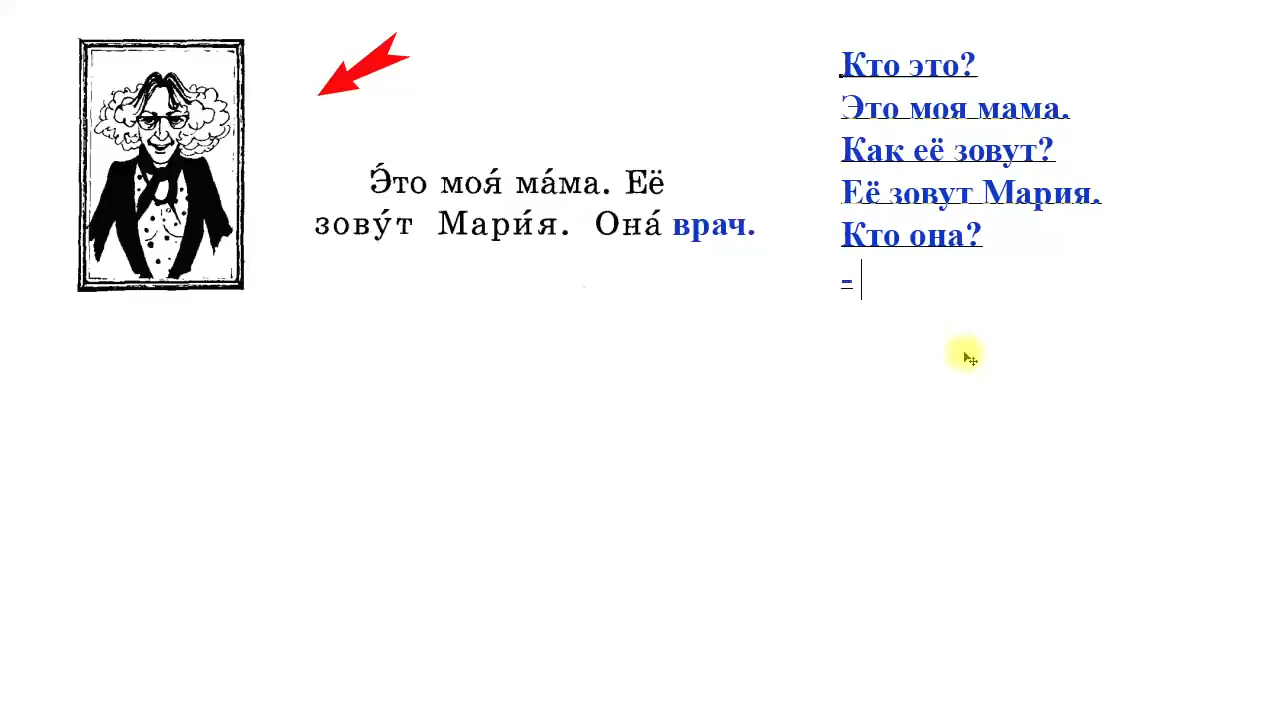 Э́то моя́ ма́ма. Её
зову́т Мари́я. Она́ врач.
Кто это?
Это моя мама.
Как её зовут?
Её зовут Мария.
Кто она?
-